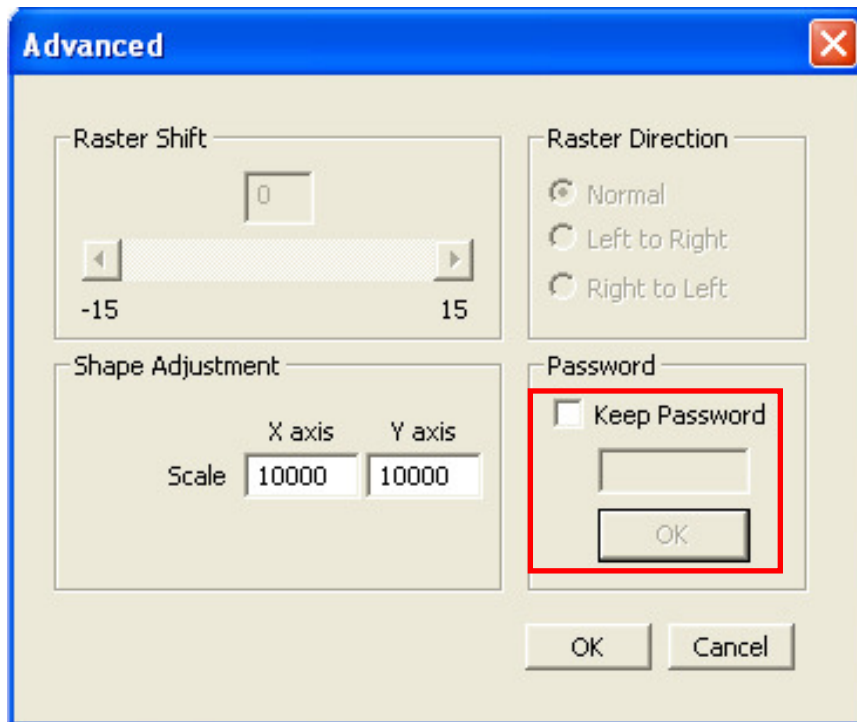 Advanced
Raster Shift
0
-15 15
Raster Direction
Normal
Left to Right
Right to Left
Shape Adjustment
X axis Y axis
Scale 10000 10000
Password
Keep Password
OK
OK Cancel